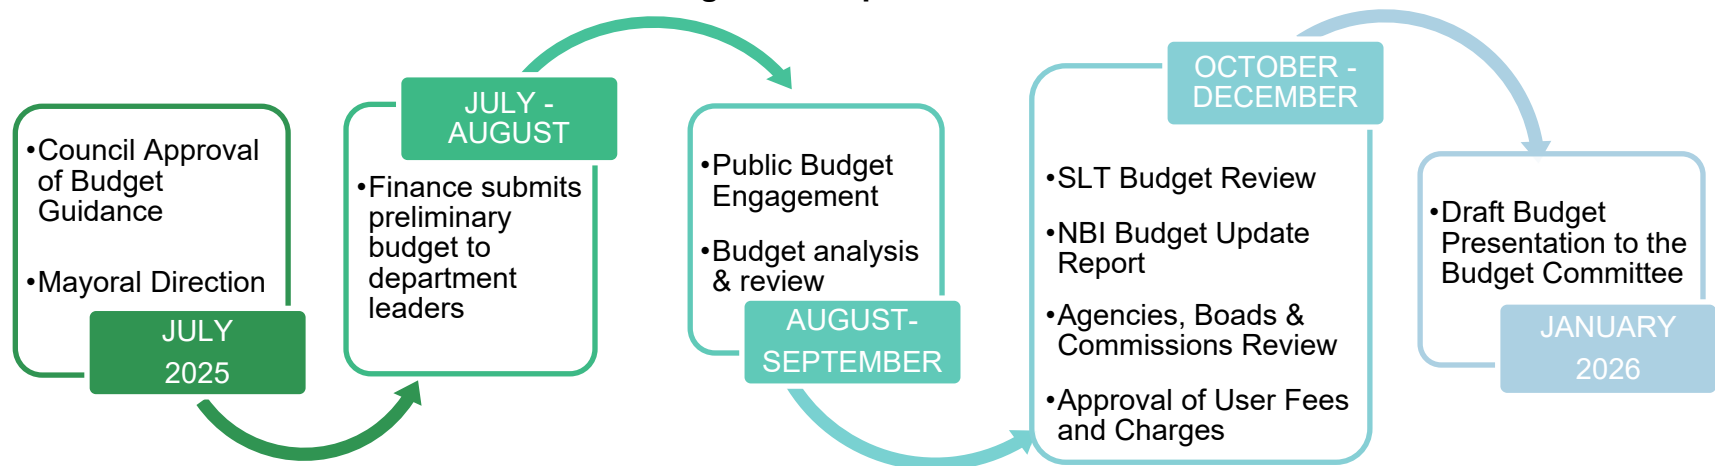 •Council Approval
of Budget
Guidance
•Mayoral Direction
JULY
2025
JULY -
AUGUST
•Finance submits
preliminary
budget to
department
leaders
•Public Budget
Engagement
•Budget analysis
& review
AUGUST-
SEPTEMBER
OCTOBER -
DECEMBER
•SLT Budget Review
•NBI Budget Update
Report
•Agencies, Boads &
Commissions Review
•Approval of User Fees
and Charges
•Draft Budget
Presentation to the
Budget Committee
JANUARY
2026